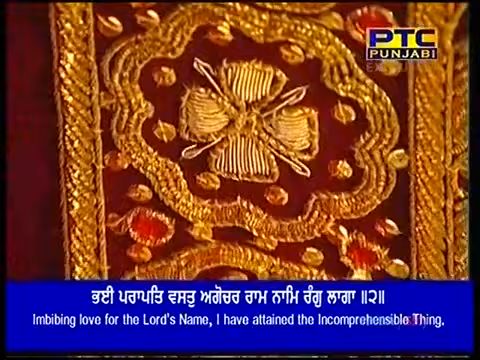 PTC
PUNJABI
ਭਈ ਪਰਾਪਤਿ ਵਸਤੁ ਅਗੋਚਰ ਰਾਮ ਨਾਮਿ ਰੰਗੁ ਲਾਗਾ ॥੨॥
Imbibing love for the Lord's Name, I have attained the Incomprehensible Thing.